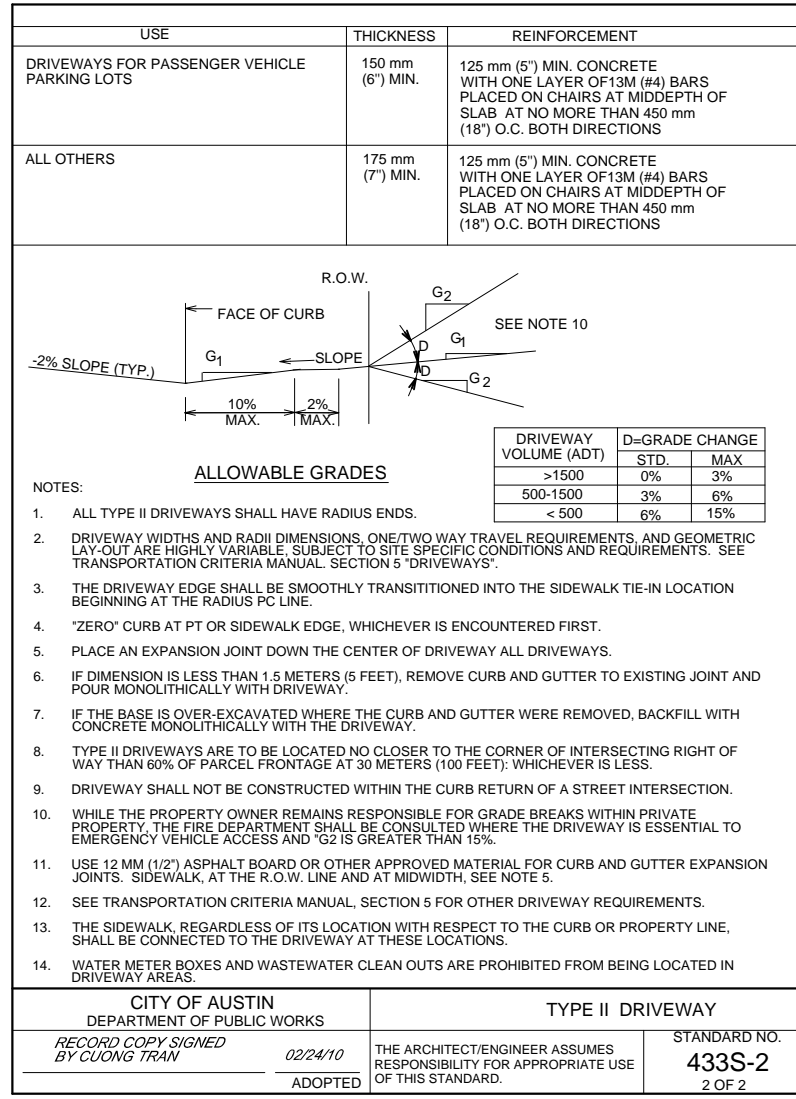 USE THICKNESS REINFORCEMENT
DRIVEWAYS FOR PASSENGER VEHICLE
PARKING LOTS
150 mm
(6") MIN.
125 mm (5") MIN. CONCRETE
WITH ONE LAYER OF13M (#4) BARS
PLACED ON CHAIRS AT MIDDEPTH OF
SLAB AT NO MORE THAN 450 mm
(18") O.C. BOTH DIRECTIONS
ALL OTHERS
175 mm
(7") MIN.
125 mm (5") MIN. CONCRETE
WITH ONE LAYER OF13M (#4) BARS
PLACED ON CHAIRS AT MIDDEPTH OF
SLAB AT NO MORE THAN 450 mm
(18") O.C. BOTH DIRECTIONS
R.O.W.
FACE OF CURB
G2
SEE NOTE 10
D
G1
-2% SLOPE (TYP.)
G1
SLOPE
D
G2
10%
MAX.
2%
MAX.
ALLOWABLE GRADES
DRIVEWAY
VOLUME (ADT)
D=GRADE CHANGE
STD. MAX
>1500 0% 3%
500-1500 3% 6%
< 500 6% 15%
NOTES:
1. ALL TYPE II DRIVEWAYS SHALL HAVE RADIUS ENDS.
2. DRIVEWAY WIDTHS AND RADII DIMENSIONS, ONE/TWO WAY TRAVEL REQUIREMENTS, AND GEOMETRIC
LAY-OUT ARE HIGHLY VARIABLE, SUBJECT TO SITE SPECIFIC CONDITIONS AND REQUIREMENTS. SEE
TRANSPORTATION CRITERIA MANUAL. SECTION 5 "DRIVEWAYS".
3. THE DRIVEWAY EDGE SHALL BE SMOOTHLY TRANSITITIONED INTO THE SIDEWALK TIE-IN LOCATION
BEGINNING AT THE RADIUS PC LINE.
4. "ZERO" CURB AT PT OR SIDEWALK EDGE, WHICHEVER IS ENCOUNTERED FIRST.
5. PLACE AN EXPANSION JOINT DOWN THE CENTER OF DRIVEWAY ALL DRIVEWAYS.
6. IF DIMENSION IS LESS THAN 1.5 METERS (5 FEET), REMOVE CURB AND GUTTER TO EXISTING JOINT AND
POUR MONOLITHICALLY WITH DRIVEWAY.
7. IF THE BASE IS OVER-EXCAVATED WHERE THE CURB AND GUTTER WERE REMOVED, BACKFILL WITH
CONCRETE MONOLITHICALLY WITH THE DRIVEWAY.
8. TYPE II DRIVEWAYS ARE TO BE LOCATED NO CLOSER TO THE CORNER OF INTERSECTING RIGHT OF
WAY THAN 60% OF PARCEL FRONTAGE AT 30 METERS (100 FEET): WHICHEVER IS LESS.
9. DRIVEWAY SHALL NOT BE CONSTRUCTED WITHIN THE CURB RETURN OF A STREET INTERSECTION.
10. WHILE THE PROPERTY OWNER REMAINS RESPONSIBLE FOR GRADE BREAKS WITHIN PRIVATE
PROPERTY, THE FIRE DEPARTMENT SHALL BE CONSULTED WHERE THE DRIVEWAY IS ESSENTIAL TO
EMERGENCY VEHICLE ACCESS AND "G2 IS GREATER THAN 15%.
11. USE 12 MM (1/2") ASPHALT BOARD OR OTHER APPROVED MATERIAL FOR CURB AND GUTTER EXPANSION
JOINTS. SIDEWALK, AT THE R.O.W. LINE AND AT MIDWIDTH, SEE NOTE 5.
12. SEE TRANSPORTATION CRITERIA MANUAL, SECTION 5 FOR OTHER DRIVEWAY REQUIREMENTS.
13. THE SIDEWALK, REGARDLESS OF ITS LOCATION WITH RESPECT TO THE CURB OR PROPERTY LINE,
SHALL BE CONNECTED TO THE DRIVEWAY AT THESE LOCATIONS.
14. WATER METER BOXES AND WASTEWATER CLEAN OUTS ARE PROHIBITED FROM BEING LOCATED IN
DRIVEWAY AREAS.
CITY OF AUSTIN
DEPARTMENT OF PUBLIC WORKS
TYPE II DRIVEWAY
RECORD COPY SIGNED
BY CUONG TRAN 02/24/10
ADOPTED
THE ARCHITECT/ENGINEER ASSUMES
RESPONSIBILITY FOR APPROPRIATE USE
OF THIS STANDARD.
STANDARD NO.
433S-2
2 OF 2